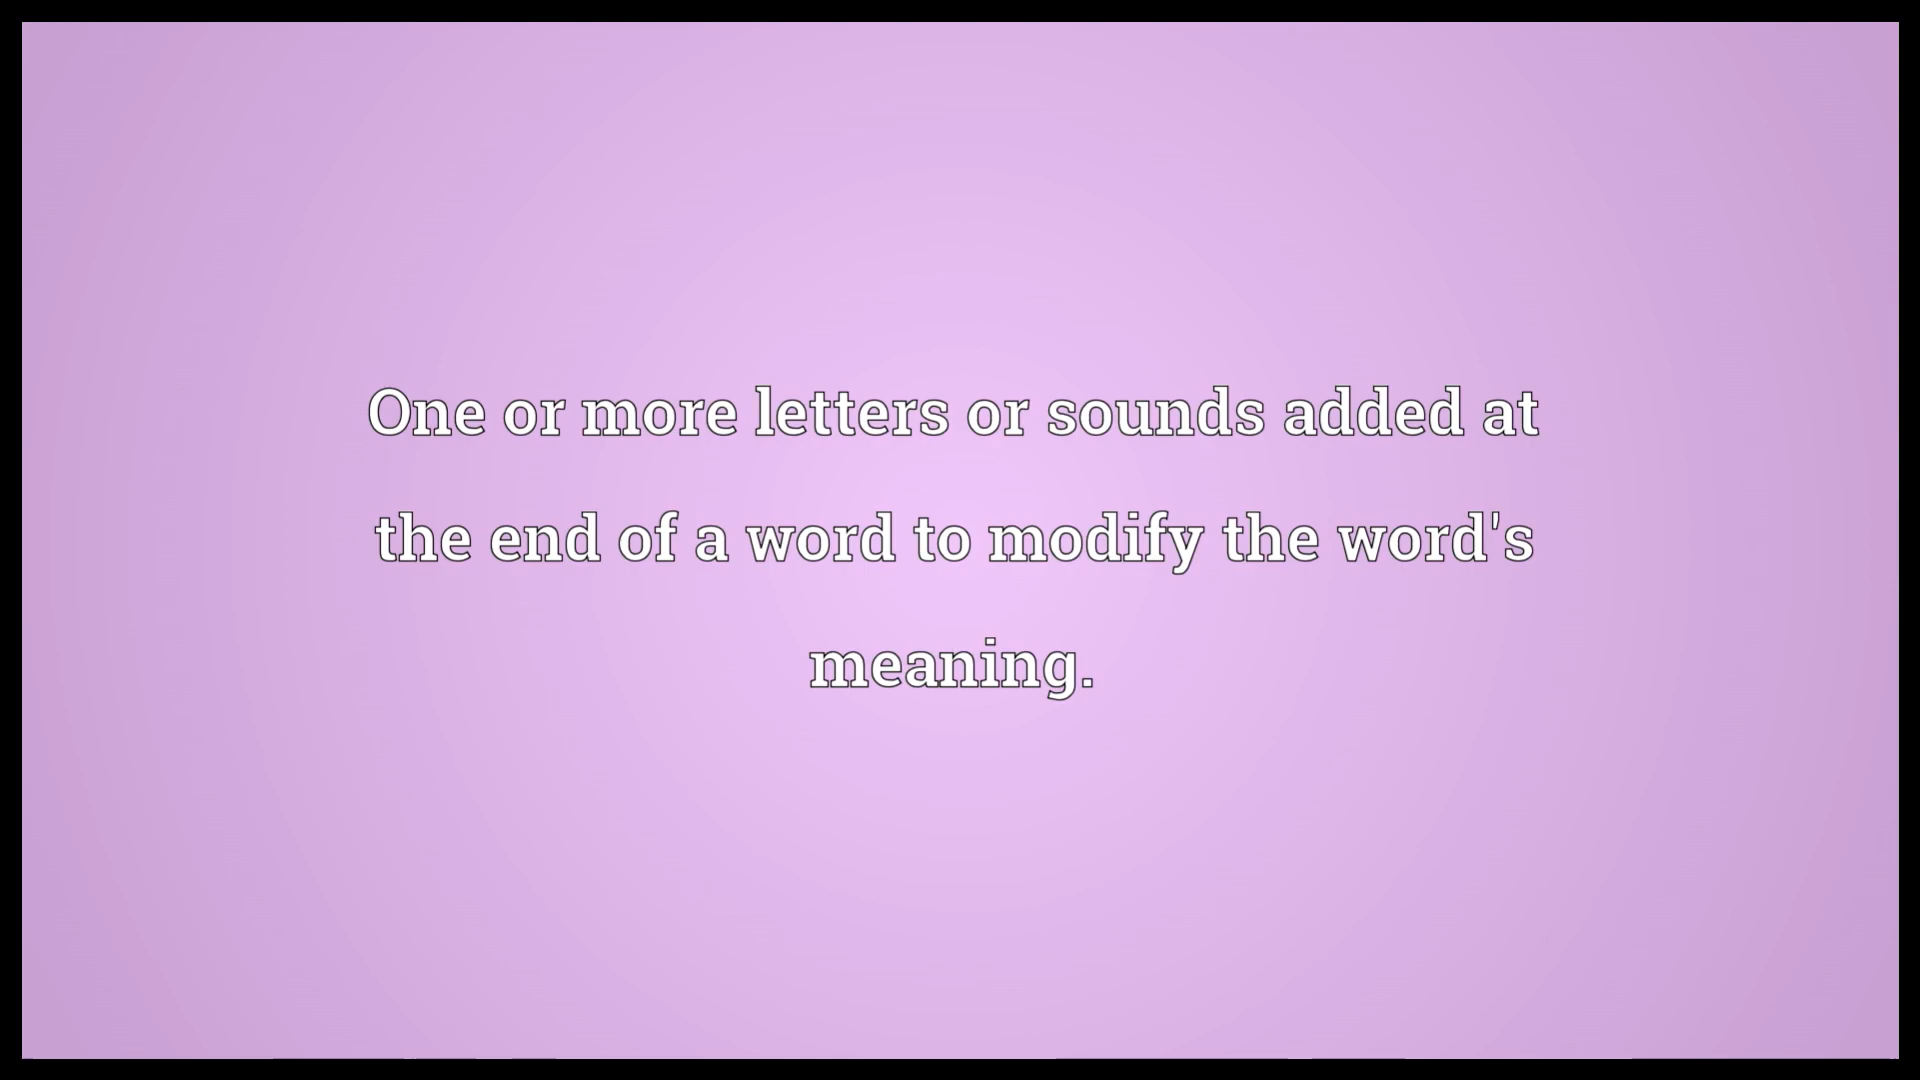 One or more letters or sounds added at
the end of a word to modify the word's
meaning.